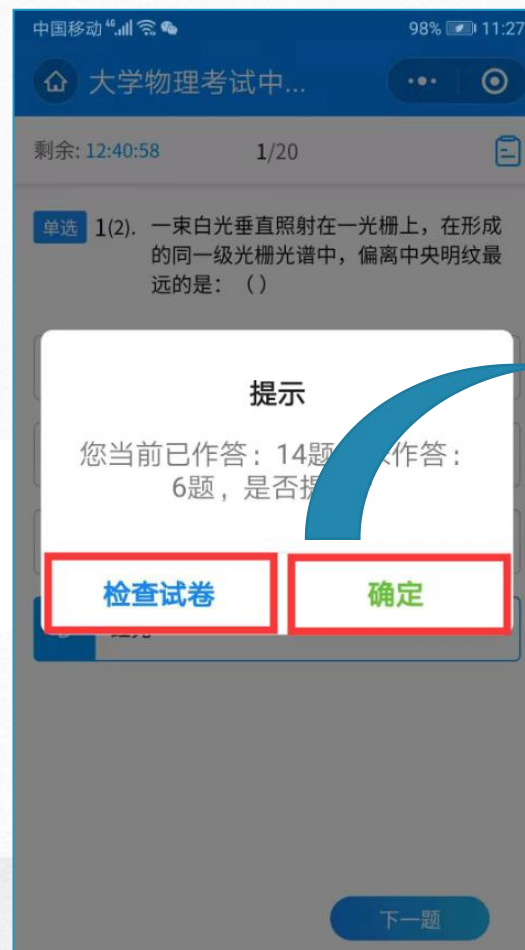 中国移动 46 98% 11:27
大学物理考试中...
剩余: 12:40:58 1/20
单选 1(2). 一束白光垂直照射在一光栅上，在形成
的同一级光栅光谱中，偏离中央明纹最
远的是：（ ）
提示
您当前已作答：14题 作答：
6题，是否
检查试卷 确定
下一题